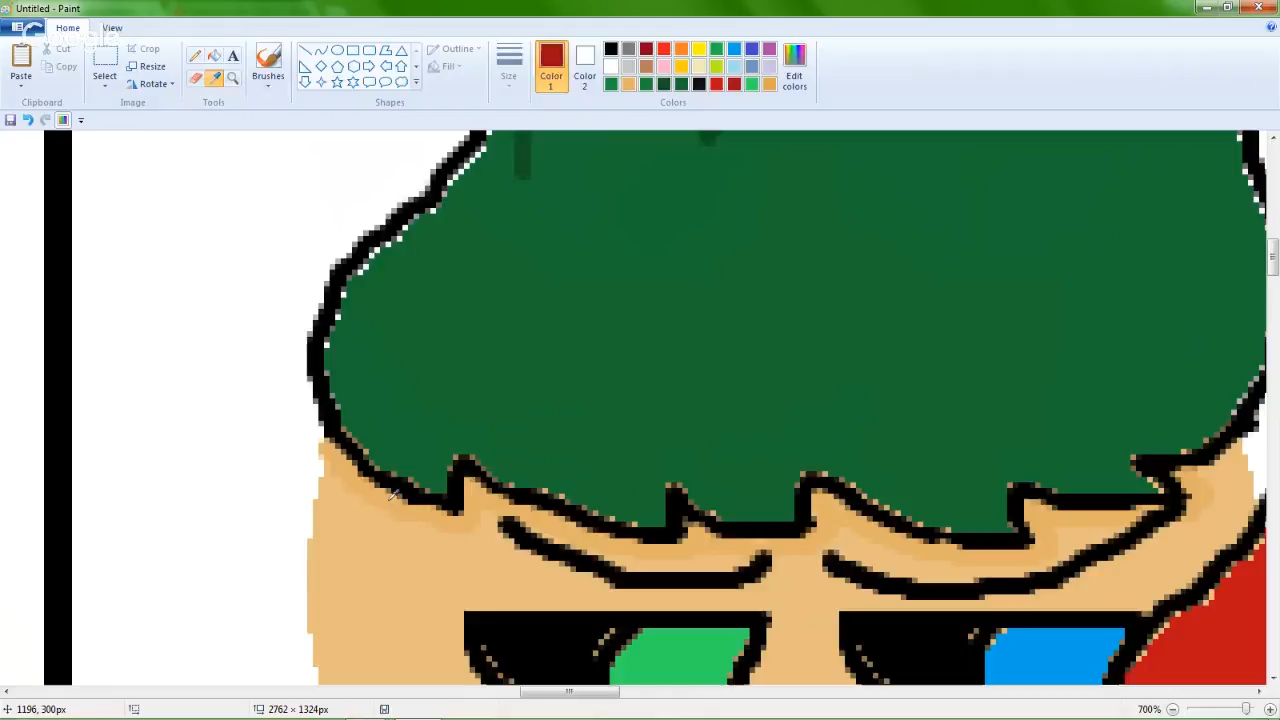 Untitled - Paint
Home
View
Paste
Cut
Copy
Clipboard
Select
Crop
Resize
Rotate
Image
Tools
Brushes
Outline
Fill
Shapes
Size
Color 1
Color 2
Edit colors
Colors
1196, 300px
2762 × 1324px
700%